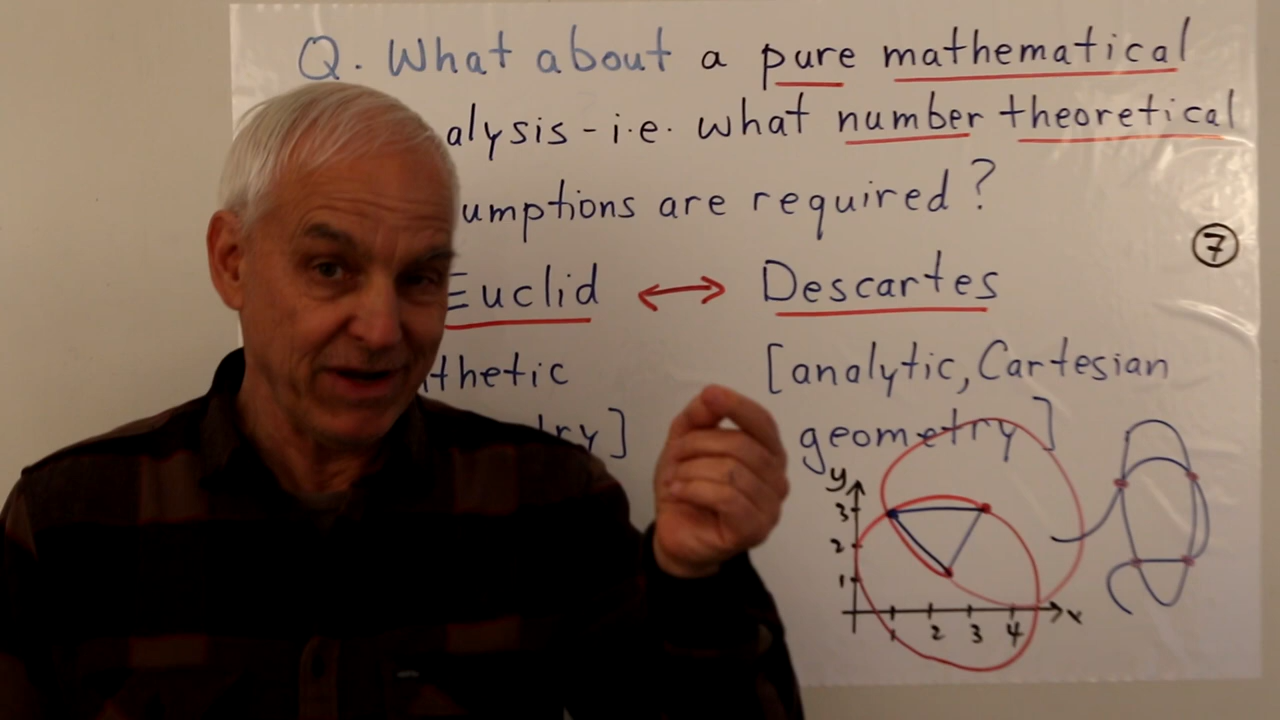 Q. What about a pure mathematical
alysis - i.e. what number theoretical
umptions are required?
7
Euclid ↔ Descartes
thetic [analytic, Cartesian
ry] geometry]
y
3
2
1
x
1 2 3 4